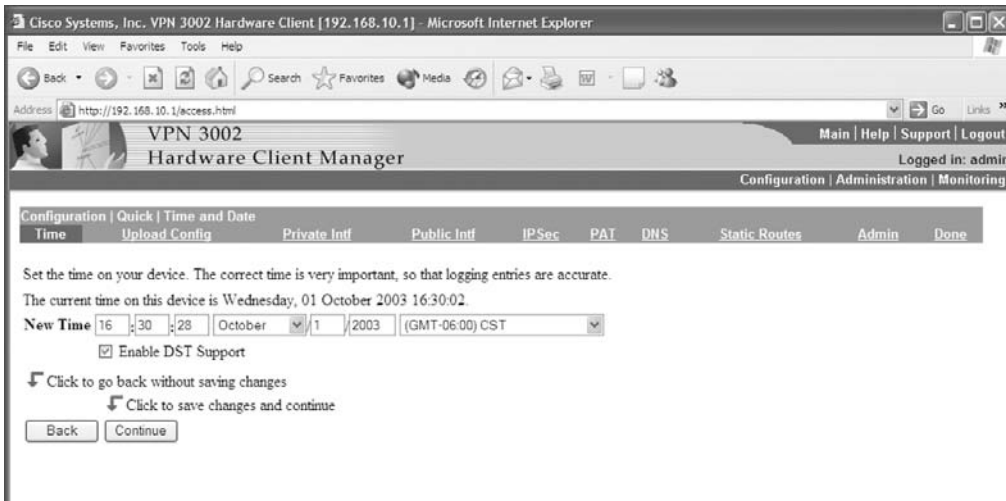 Cisco Systems, Inc. VPN 3002 Hardware Client [192.168.10.1] - Microsoft Internet Explorer
File Edit View Favorites Tools Help
Back Search Favorites Media
Address http://192.168.10.1/access.html Go Links »
VPN 3002
Hardware Client Manager
Main | Help | Support | Logout
Logged in: admin
Configuration | Administration | Monitoring
Configuration | Quick | Time and Date
Time Upload Config Private Intf Public Intf IPSec PAT DNS Static Routes Admin Done
Set the time on your device. The correct time is very important, so that logging entries are accurate.
The current time on this device is Wednesday, 01 October 2003 16:30:02.
New Time 16 : 30 : 28 October / 1 / 2003 (GMT-06:00) CST
Enable DST Support
Click to go back without saving changes
Click to save changes and continue
Back Continue